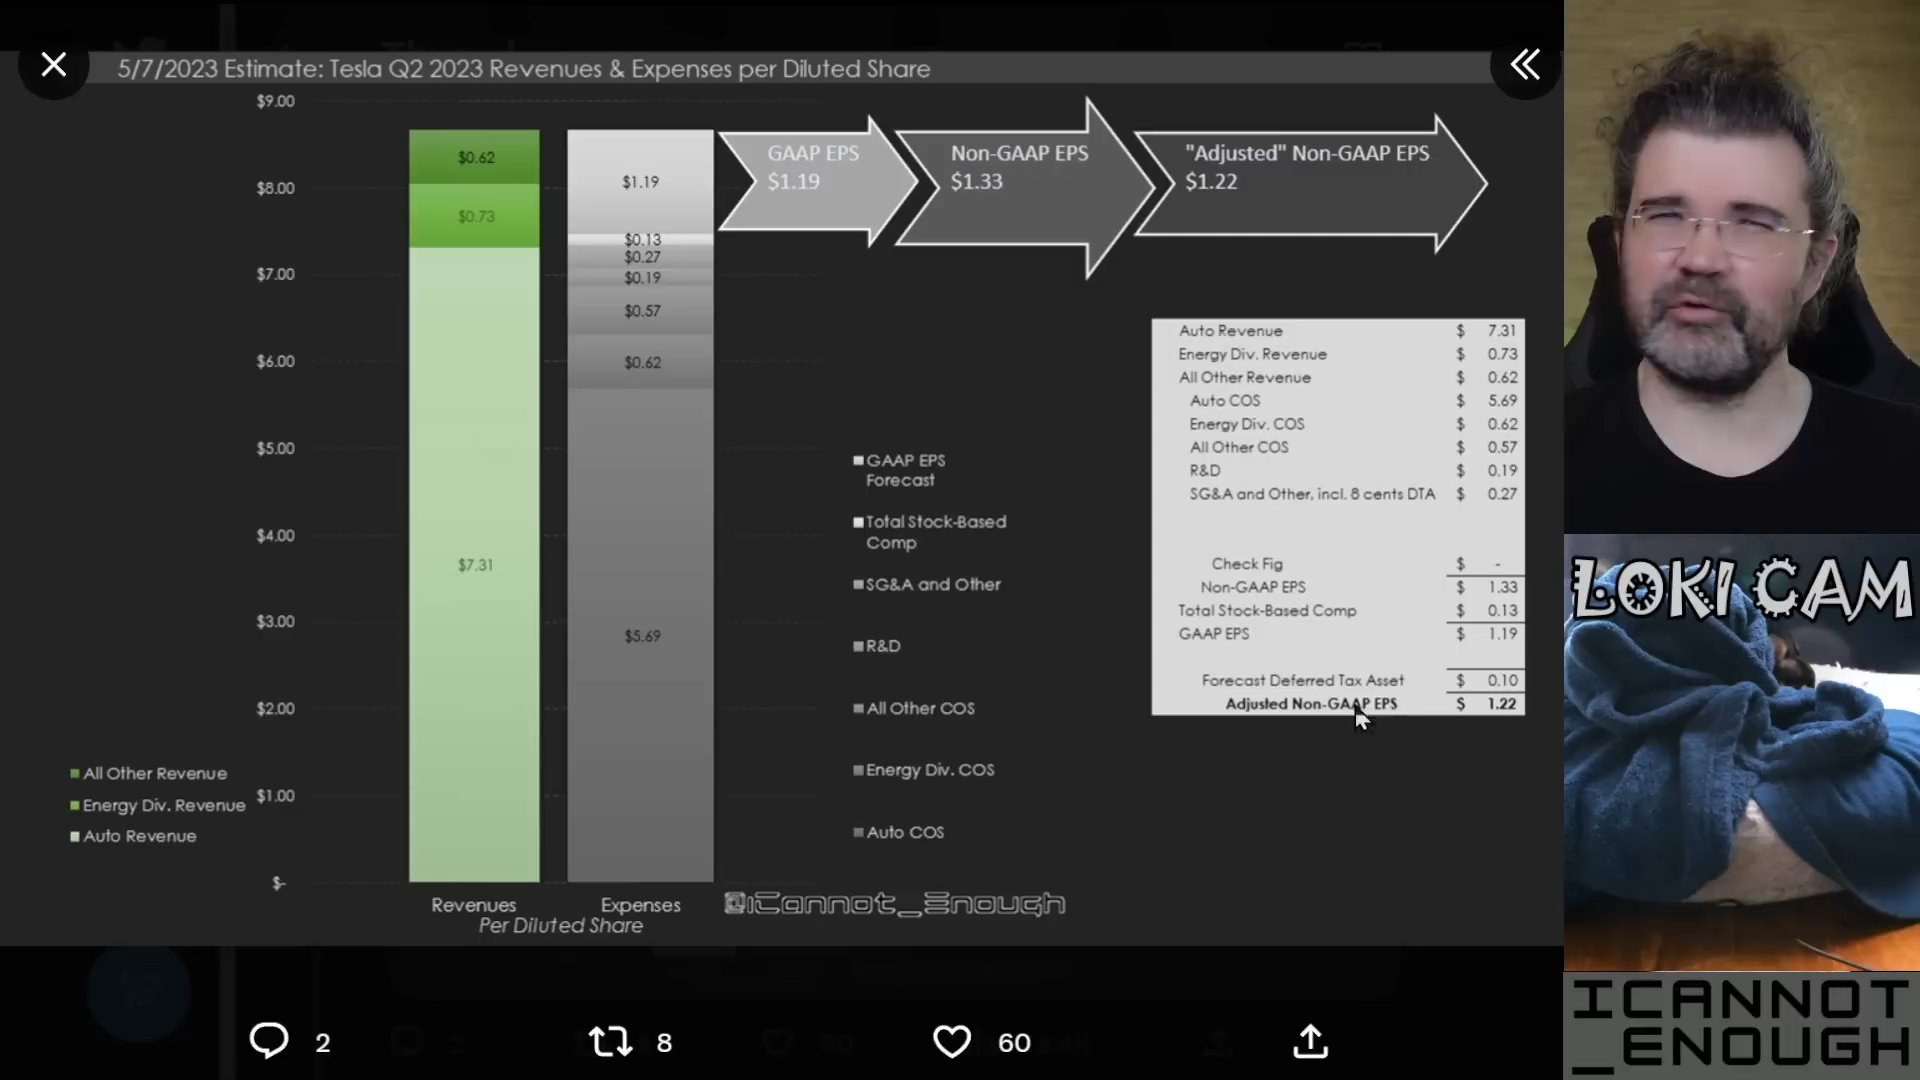 5/7/2023 Estimate: Tesla Q2 2023 Revenues & Expenses per Diluted Share
$9.00
$8.00
$7.00
$6.00
$5.00
$4.00
$3.00
$2.00
$1.00
$-
$0.62
$0.73
$7.31
$1.19
$0.13
$0.27
$0.19
$0.57
$0.62
$5.69
GAAP EPS
$1.19
Non-GAAP EPS
$1.33
"Adjusted" Non-GAAP EPS
$1.22
All Other Revenue
Energy Div. Revenue
Auto Revenue
Revenues
Expenses
Per Diluted Share
GAAP EPS
Forecast
Total Stock-Based
Comp
SG&A and Other
R&D
All Other COS
Energy Div. COS
Auto COS
Auto Revenue $ 7.31
Energy Div. Revenue $ 0.73
All Other Revenue $ 0.62
Auto COS $ 5.69
Energy Div. COS $ 0.62
All Other COS $ 0.57
R&D $ 0.19
SG&A and Other, incl. 8 cents DTA $ 0.27
Check Fig $ -
Non-GAAP EPS $ 1.33
Total Stock-Based Comp $ 0.13
GAAP EPS $ 1.19
Forecast Deferred Tax Asset $ 0.10
Adjusted Non-GAAP EPS $ 1.22
@iCannot_Enough
2
8
60
LOKI CAM
ICANNOT
_ENOUGH